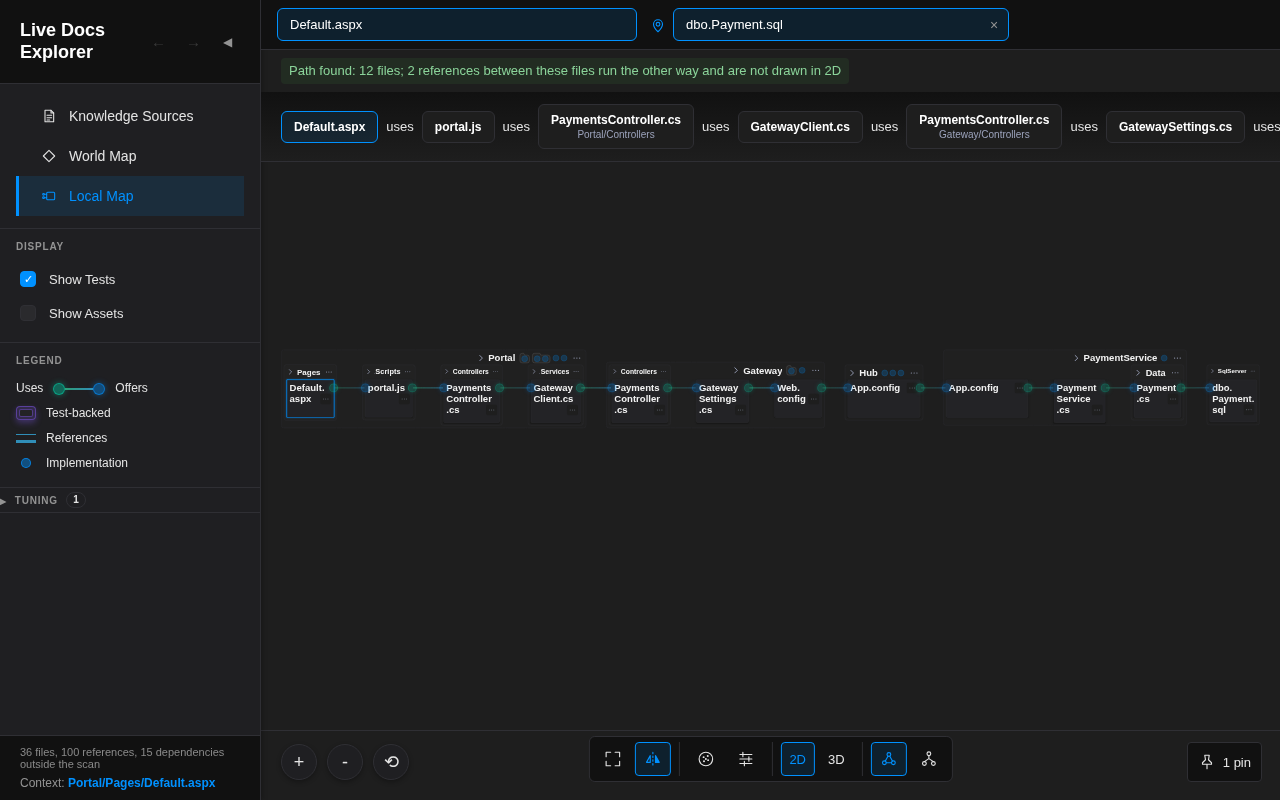 Live Docs
Explorer
Default.aspx
dbo.Payment.sql
Knowledge Sources
World Map
Local Map
DISPLAY
Show Tests
Show Assets
LEGEND
Uses
Offers
Test-backed
References
Implementation
TUNING 1
36 files, 100 references, 15 dependencies
outside the scan
Context: Portal/Pages/Default.aspx
Path found: 12 files; 2 references between these files run the other way and are not drawn in 2D
Default.aspx uses portal.js uses PaymentsController.cs uses GatewayClient.cs uses PaymentsController.cs uses GatewaySettings.cs uses
Portal/Controllers Gateway/Controllers
Portal
Pages
Default.
aspx
Scripts
portal.js
Controllers
Payments
Controller
.cs
Services
Gateway
Client.cs
Gateway
Controllers
Payments
Controller
.cs
Gateway
Settings
.cs
Web.
config
Hub
App.config
PaymentService
App.config
Payment
Service
.cs
Data
Payment
.cs
SqlServer
dbo.
Payment.
sql
2D
3D
1 pin